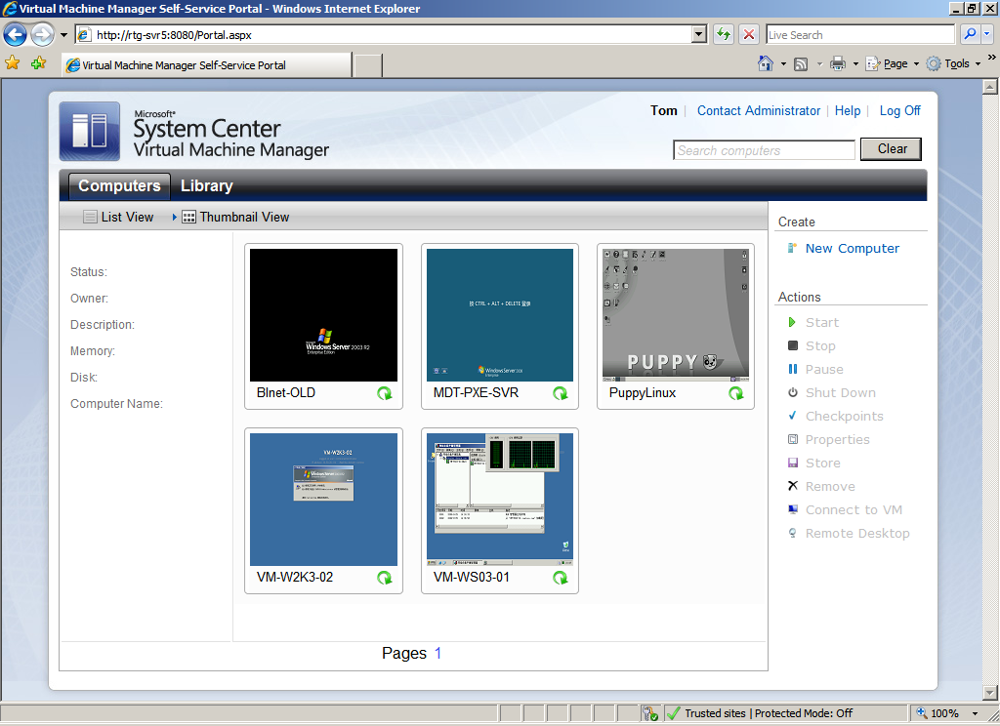 Virtual Machine Manager Self-Service Portal - Windows Internet Explorer
http://rtg-svr5:8080/Portal.aspx
Live Search
Virtual Machine Manager Self-Service Portal
Page
Tools
Microsoft®
System Center
Virtual Machine Manager
Tom | Contact Administrator | Help | Log Off
Search computers
Clear
Computers
Library
List View
Thumbnail View
Status:
Owner:
Description:
Memory:
Disk:
Computer Name:
Windows Server 2003 R2
Enterprise Edition
BInet-OLD
按 CTRL + ALT + DELETE 登录
Windows Server 2008
MDT-PXE-SVR
PUPPY
PuppyLinux
VM-W2K3-02
VM-W2K3-02
VM-WS03-01
Pages 1
Create
New Computer
Actions
Start
Stop
Pause
Shut Down
Checkpoints
Properties
Store
Remove
Connect to VM
Remote Desktop
Trusted sites | Protected Mode: Off
100%